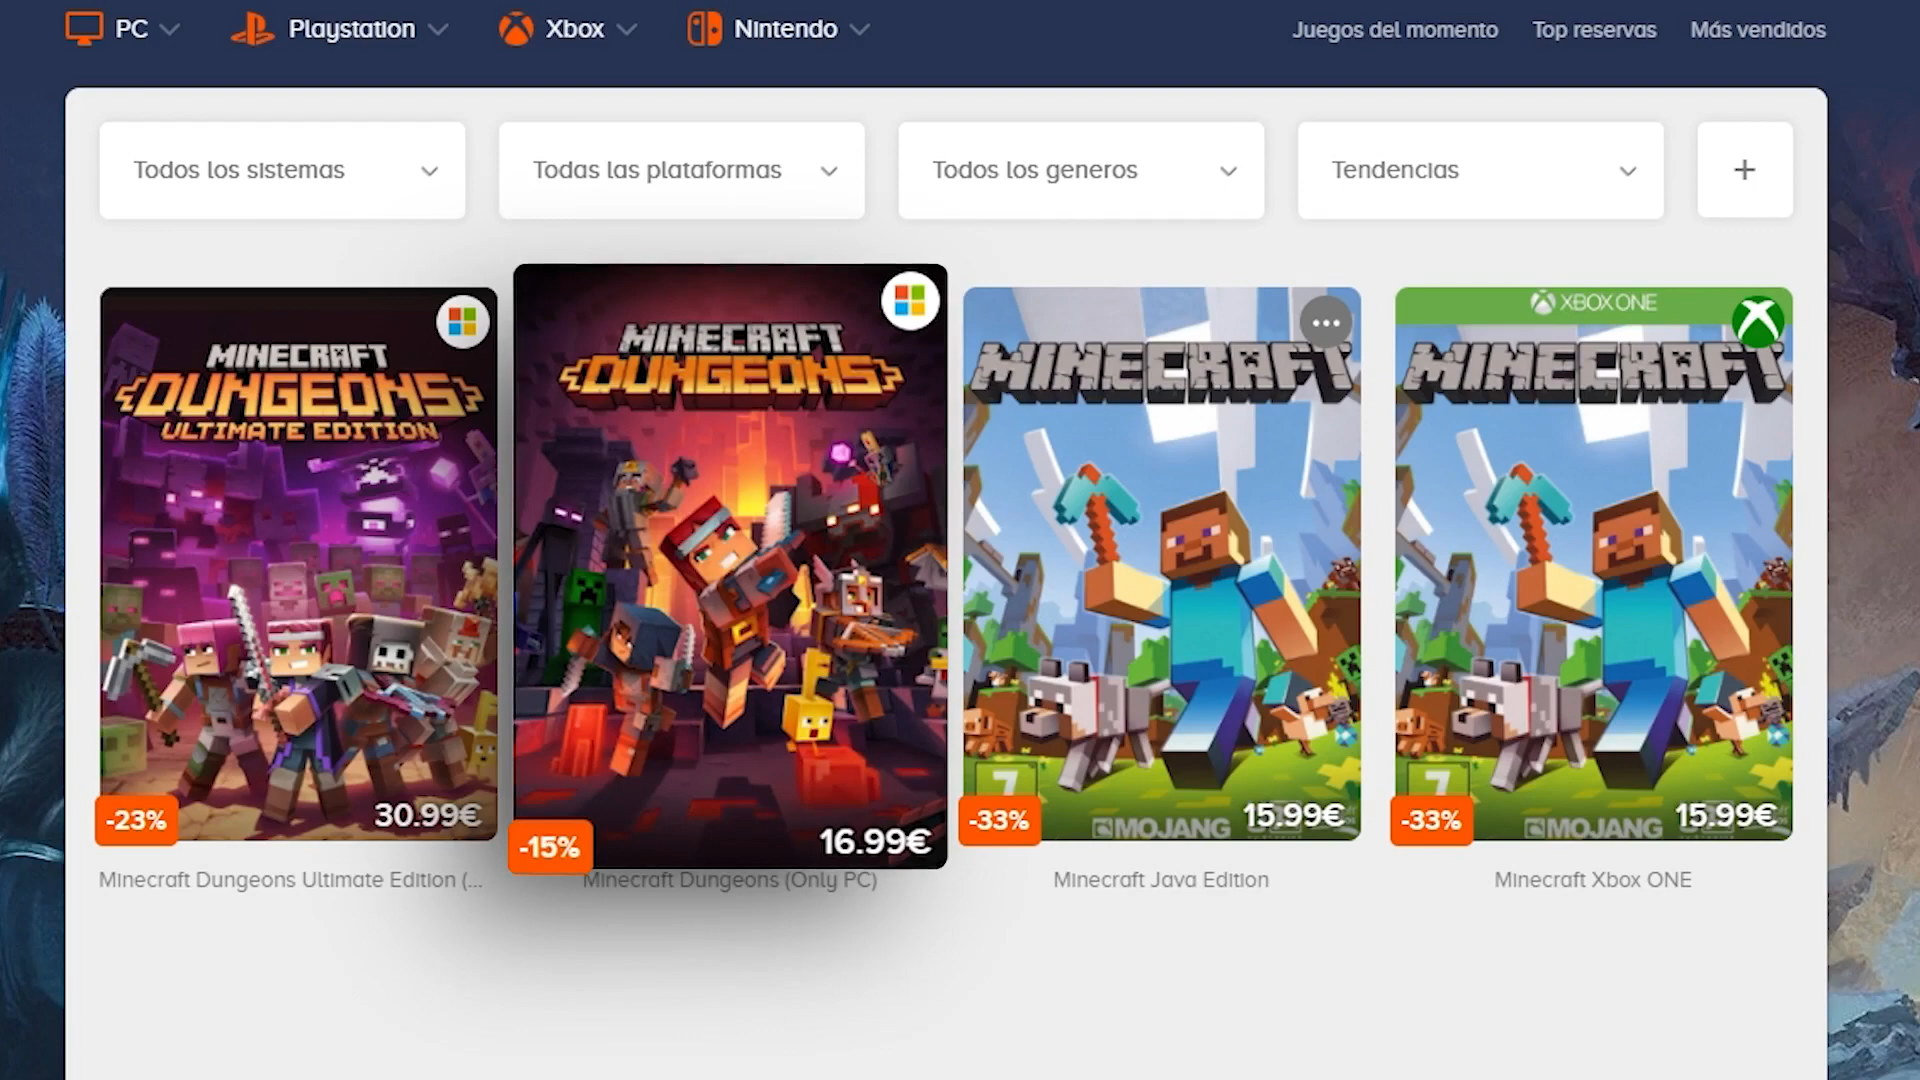 PC
Playstation
Xbox
Nintendo
Juegos del momento
Top reservas
Más vendidos
Todos los sistemas
Todas las plataformas
Todos los generos
Tendencias
+
MINECRAFT
DUNGEONS
ULTIMATE EDITION
-23%
30.99€
Minecraft Dungeons Ultimate Edition (...
MINECRAFT
DUNGEONS
-15%
16.99€
Minecraft Dungeons (Only PC)
MINECRAFT
7
MOJANG
-33%
15.99€
Minecraft Java Edition
XBOX ONE
MINECRAFT
7
MOJANG
-33%
15.99€
Minecraft Xbox ONE